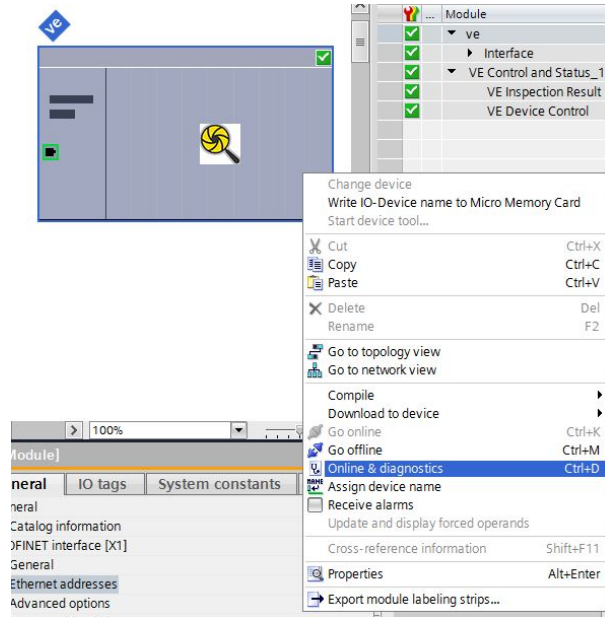 ve
... Module
ve
Interface
VE Control and Status_1
VE Inspection Result
VE Device Control
Change device
Write IO-Device name to Micro Memory Card
Start device tool...
Cut Ctrl+X
Copy Ctrl+C
Paste Ctrl+V
Delete Del
Rename F2
Go to topology view
Go to network view
Compile
Download to device
Go online Ctrl+K
Go offline Ctrl+M
Online & diagnostics Ctrl+D
Assign device name
Receive alarms
Update and display forced operands
Cross-reference information Shift+F11
Properties Alt+Enter
Export module labeling strips...
100%
Module]
neral IO tags System constants
neral
Catalog information
OFINET interface [X1]
General
Ethernet addresses
Advanced options